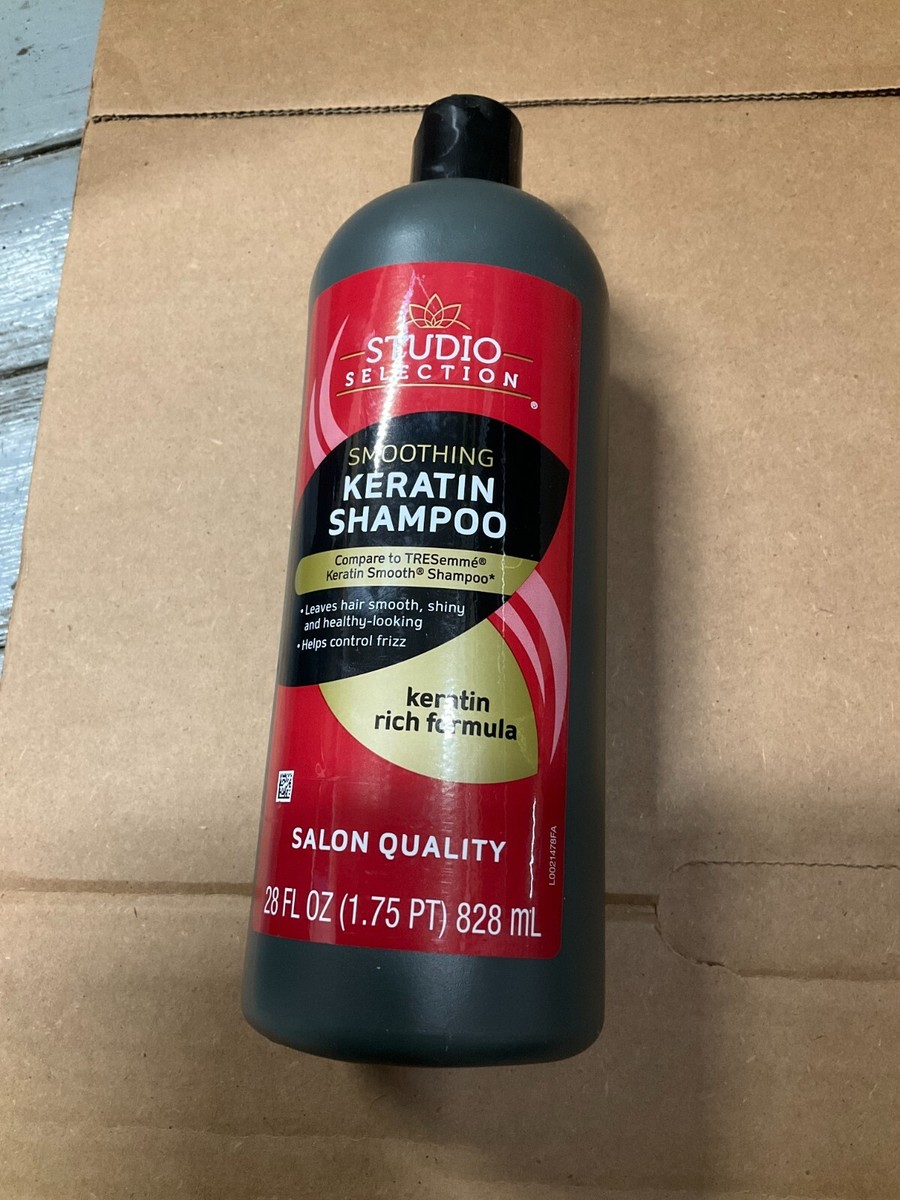 STUDIO
SELECTION
®
SMOOTHING
KERATIN
SHAMPOO
Compare to TRESemmé®
Keratin Smooth® Shampoo*
• Leaves hair smooth, shiny
and healthy-looking
• Helps control frizz
keratin
rich formula
SALON QUALITY
28 FL OZ (1.75 PT) 828 mL
L0021478FA